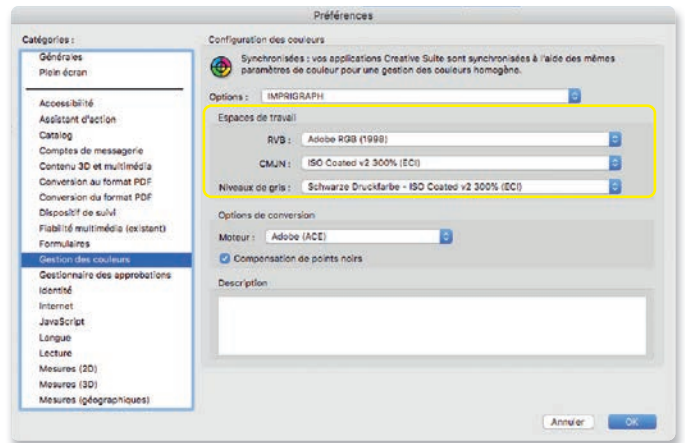 Préférences
Catégories :
Générales
Plein écran
Accessibilité
Assistant d'action
Catalog
Comptes de messagerie
Contenu 3D et multimédia
Conversion au format PDF
Conversion du format PDF
Dispositif de suivi
Fiabilité multimédia (existant)
Formulaires
Gestion des couleurs
Gestionnaire des approbations
Identité
Internet
JavaScript
Langue
Lecture
Mesures (2D)
Mesures (3D)
Mesures (géographiques)
Configuration des couleurs
Synchronisées : vos applications Creative Suite sont synchronisées à l'aide des mêmes
paramètres de couleur pour une gestion des couleurs homogène.
Options : IMPRIGRAPH
Espaces de travail
RVB : Adobe RGB (1998)
CMJN : ISO Coated v2 300% (ECI)
Niveaux de gris : Schwarze Druckfarbe - ISO Coated v2 300% (ECI)
Options de conversion
Moteur : Adobe (ACE)
Compensation de points noirs
Description
Annuler OK